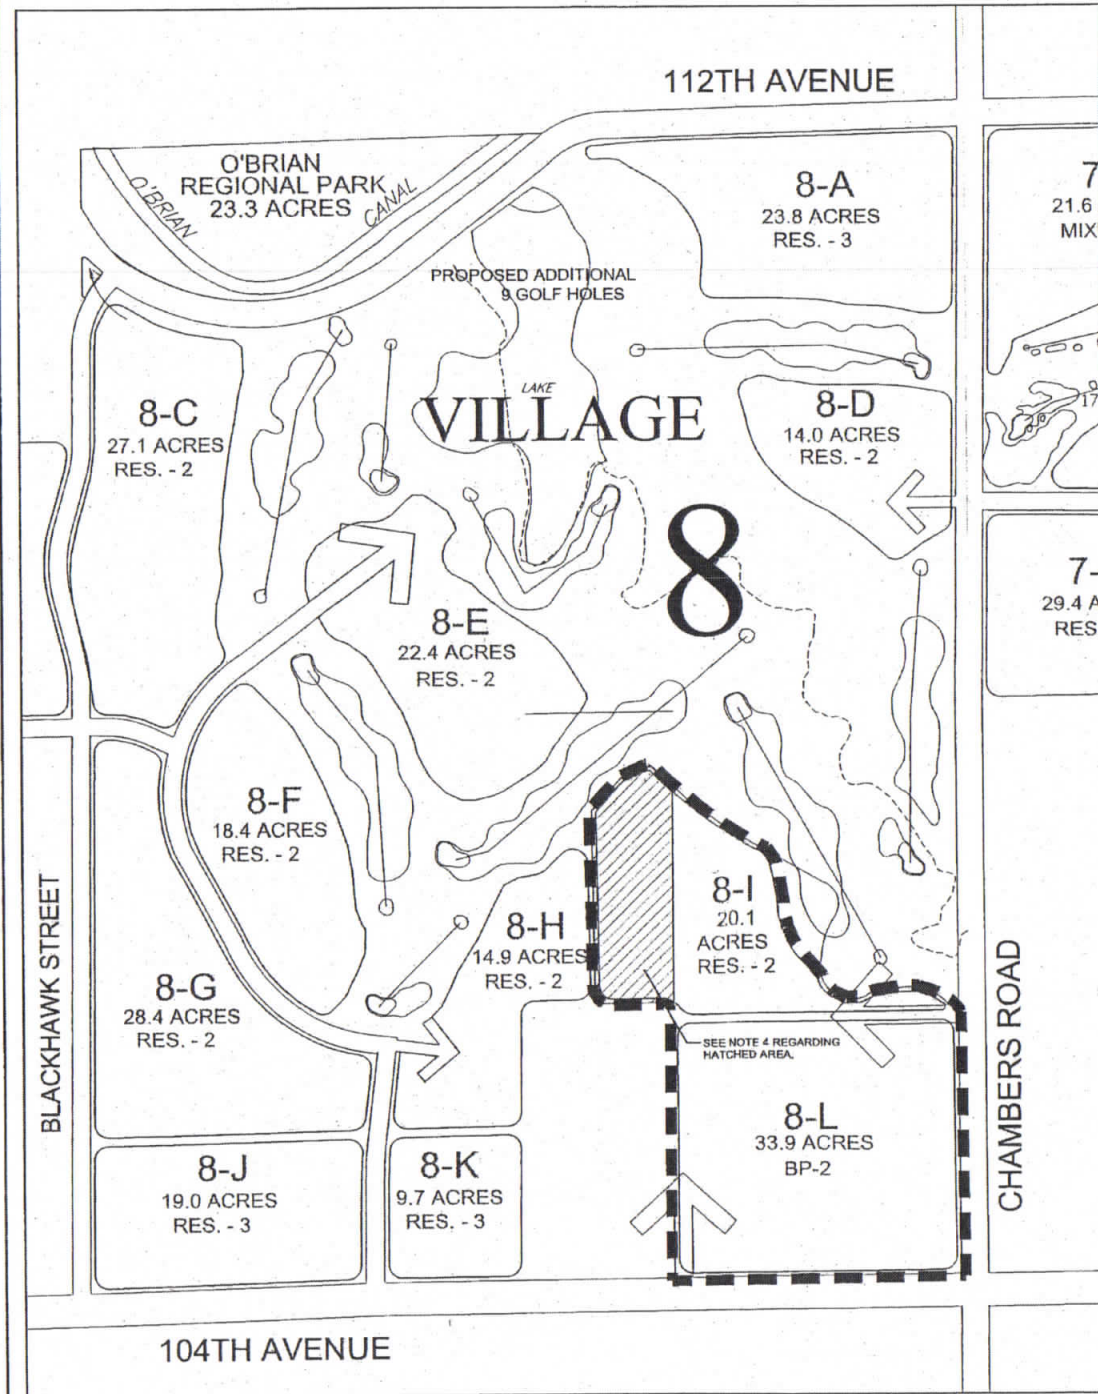 112TH AVENUE
O'BRIAN
REGIONAL PARK
23.3 ACRES
O'BRIAN
CANAL
8-A
23.8 ACRES
RES. - 3
7
21.6
MIX
PROPOSED ADDITIONAL
9 GOLF HOLES
LAKE
VILLAGE
8
8-C
27.1 ACRES
RES. - 2
8-D
14.0 ACRES
RES. - 2
17
7-
29.4 A
RES
8-E
22.4 ACRES
RES. - 2
8-F
18.4 ACRES
RES. - 2
8-I
20.1
ACRES
RES. - 2
8-H
14.9 ACRES
RES. - 2
8-G
28.4 ACRES
RES. - 2
SEE NOTE 4 REGARDING
HATCHED AREA.
8-L
33.9 ACRES
BP-2
8-J
19.0 ACRES
RES. - 3
8-K
9.7 ACRES
RES. - 3
BLACKHAWK STREET
CHAMBERS ROAD
104TH AVENUE